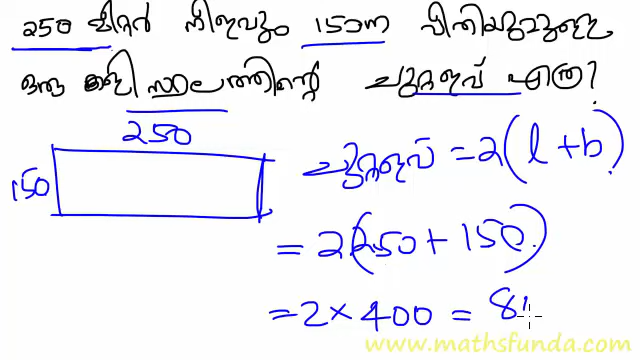 250 മീറ്റർ നീളവും 150m വീതിയുമുള്ള
ഒരു കളി സ്ഥലത്തിന്റെ ചുറ്റളവ് എത്ര?
250
150
ചുറ്റളവ് = 2(l+b)
= 2(250+150)
= 2×400 = 8
www.mathsfunda.com